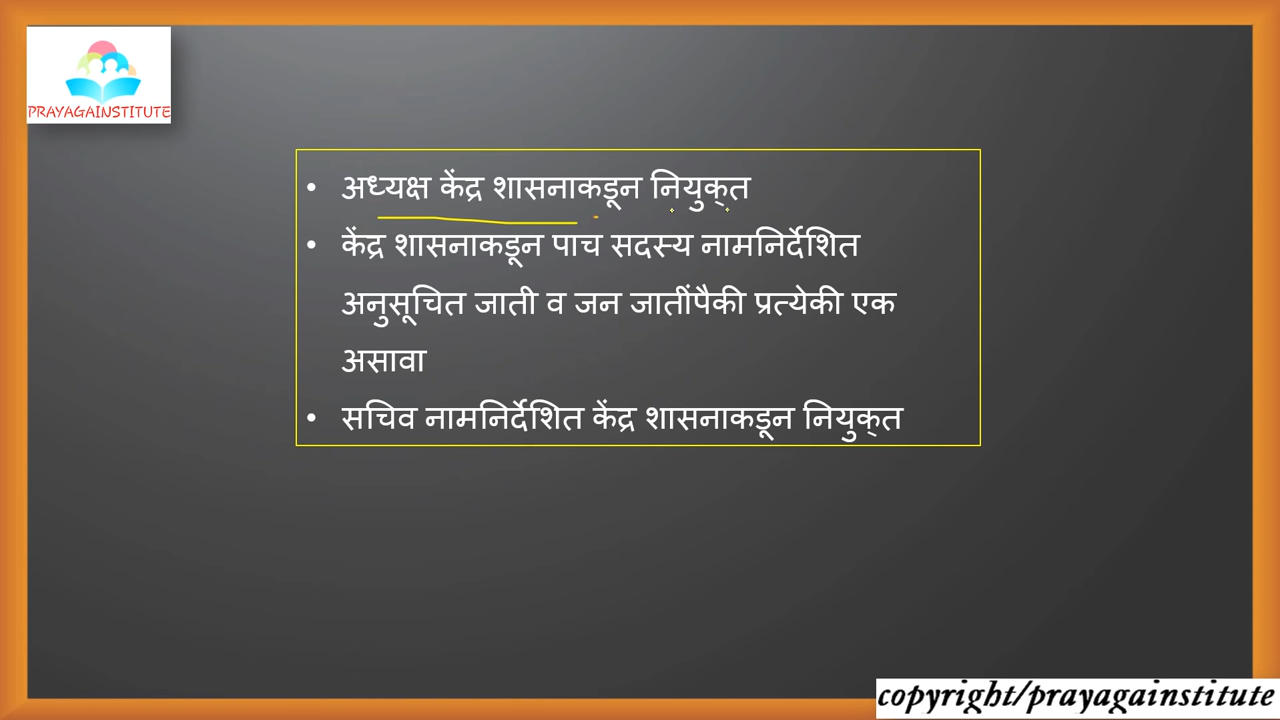 PRAYAGAINSTITUTE
• अध्यक्ष केंद्र शासनाकडून नियुक्‌त
• केंद्र शासनाकडून पाच सदस्य नामनिर्देशित
अनुसूचित जाती व जन जातींपैकी प्रत्येकी एक
असावा
• सचिव नामनिर्देशित केंद्र शासनाकडून नियुक्‌त
copyright/prayagainstitute